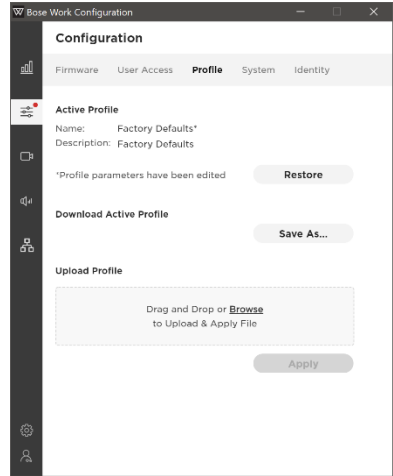 Bose Work Configuration
Configuration
Firmware User Access Profile System Identity
Active Profile
Name: Factory Defaults*
Description: Factory Defaults
*Profile parameters have been edited Restore
Download Active Profile
Save As...
Upload Profile
Drag and Drop or Browse
to Upload & Apply File
Apply